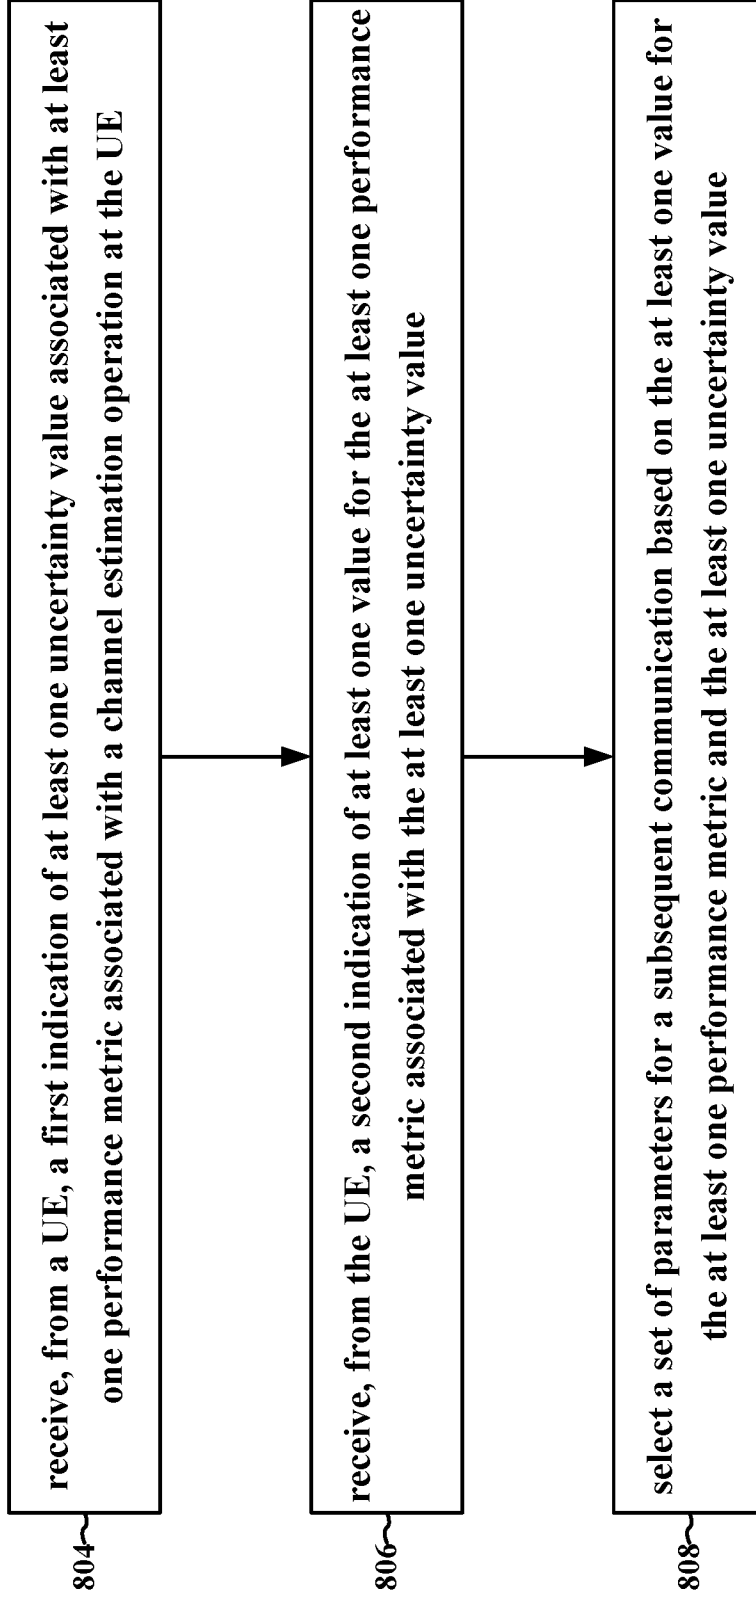 804
receive, from a UE, a first indication of at least one uncertainty value associated with at least
one performance metric associated with a channel estimation operation at the UE
806
receive, from the UE, a second indication of at least one value for the at least one performance
metric associated with the at least one uncertainty value
808
select a set of parameters for a subsequent communication based on the at least one value for
the at least one performance metric and the at least one uncertainty value